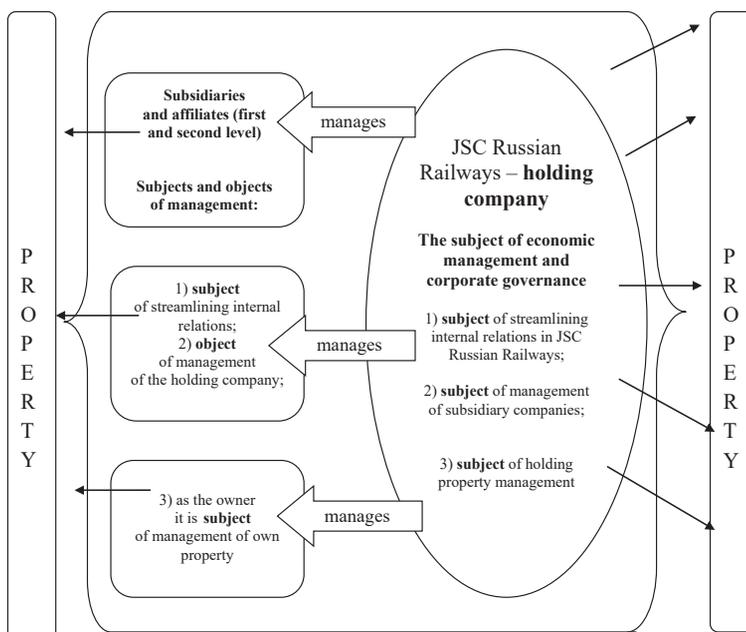 P
R
O
P
E
R
T
Y
Subsidiaries
and affiliates (first
and second level)
Subjects and objects
of management:
1) subject
of streamlining internal
relations;
2) object
of management
of the holding company;
3) as the owner
it is subject
of management of own
property
manages
manages
manages
JSC Russian
Railways – holding
company
The subject of economic
management and
corporate governance
1) subject of streamlining
internal relations in JSC
Russian Railways;
2) subject of management
of subsidiary companies;
3) subject of holding
property management
P
R
O
P
E
R
T
Y